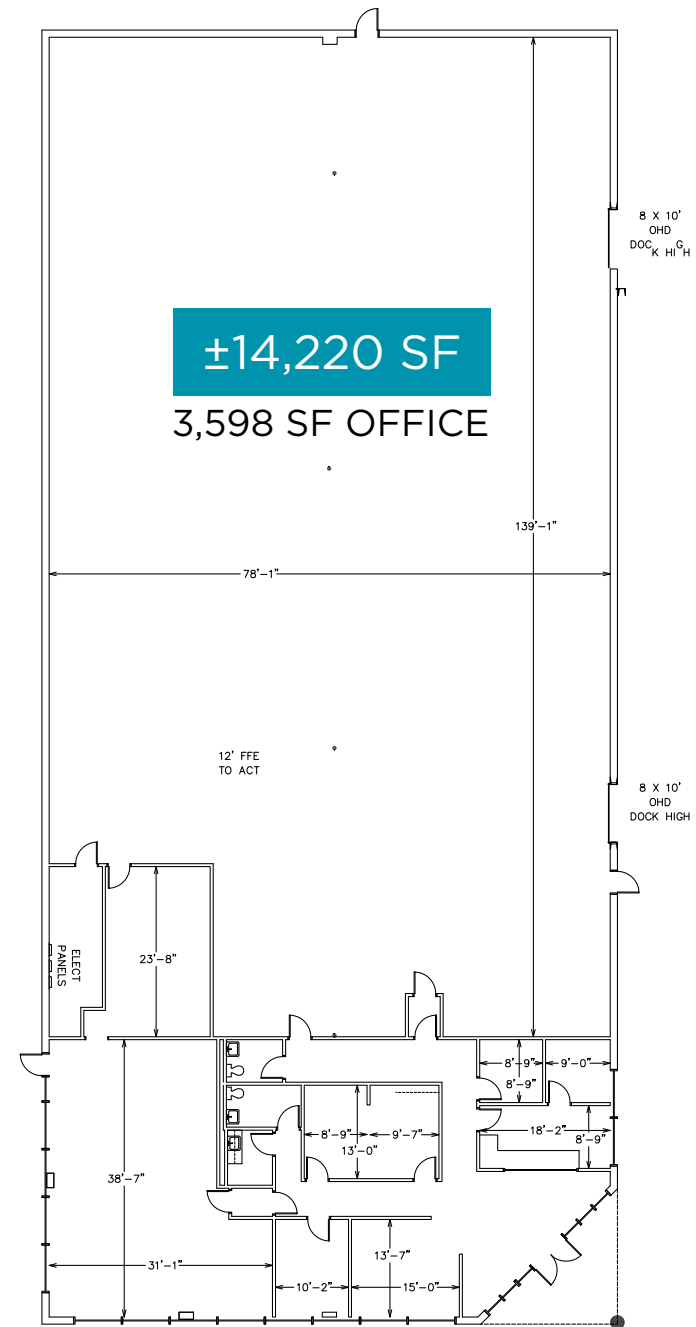 8 X 10'
OHD
DOCK HIGH
±14,220 SF
3,598 SF OFFICE
139'-1"
78'-1"
12' FFE
TO ACT
8 X 10'
OHD
DOCK HIGH
ELECT
PANELS
23'-8"
8'-9"
9'-0"
8'-9"
18'-2"
8'-9"
8'-9"
9'-7"
13'-0"
38'-7"
13'-7"
31'-1"
10'-2"
15'-0"